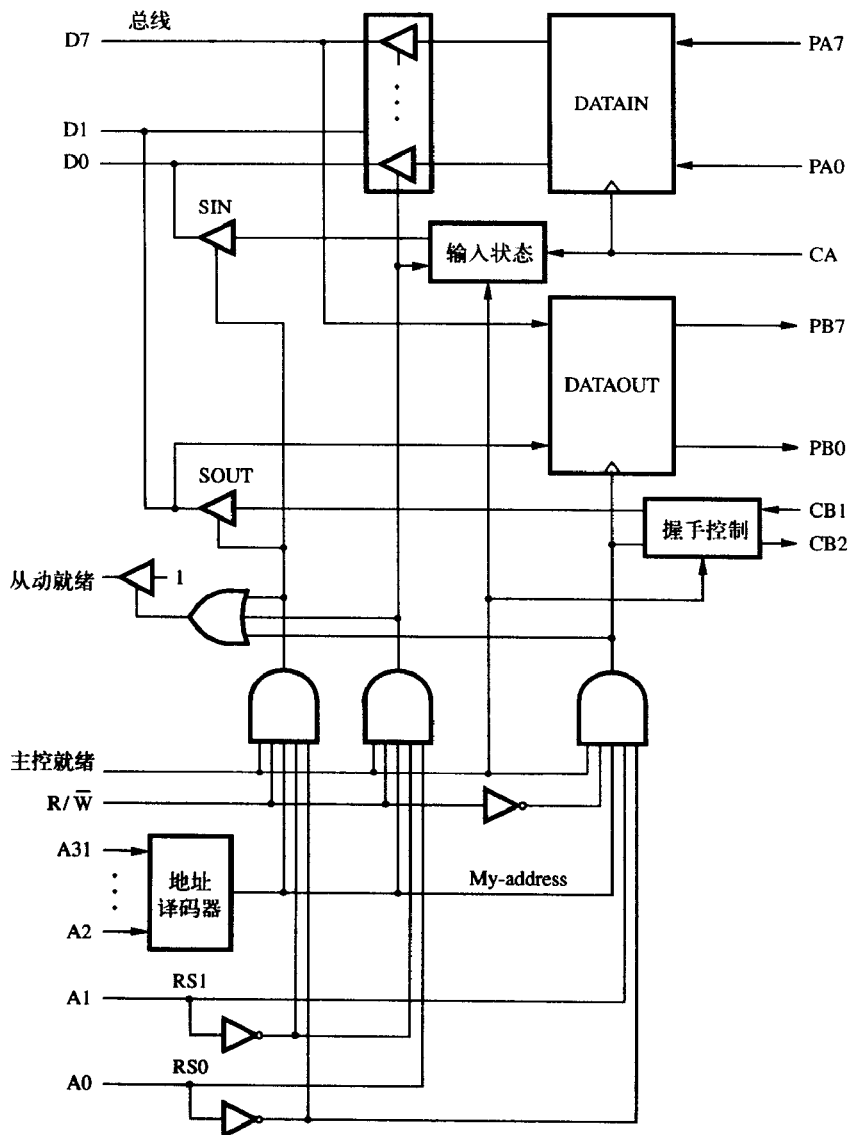 总线
D7
PA7
DATAIN
D1
D0
PA0
SIN
输入状态
CA
PB7
DATAOUT
PB0
SOUT
CB1
握手控制
CB2
从动就绪
1
主控就绪
R/W̅
A31
地址
译码器
My-address
A2
RS1
A1
RS0
A0